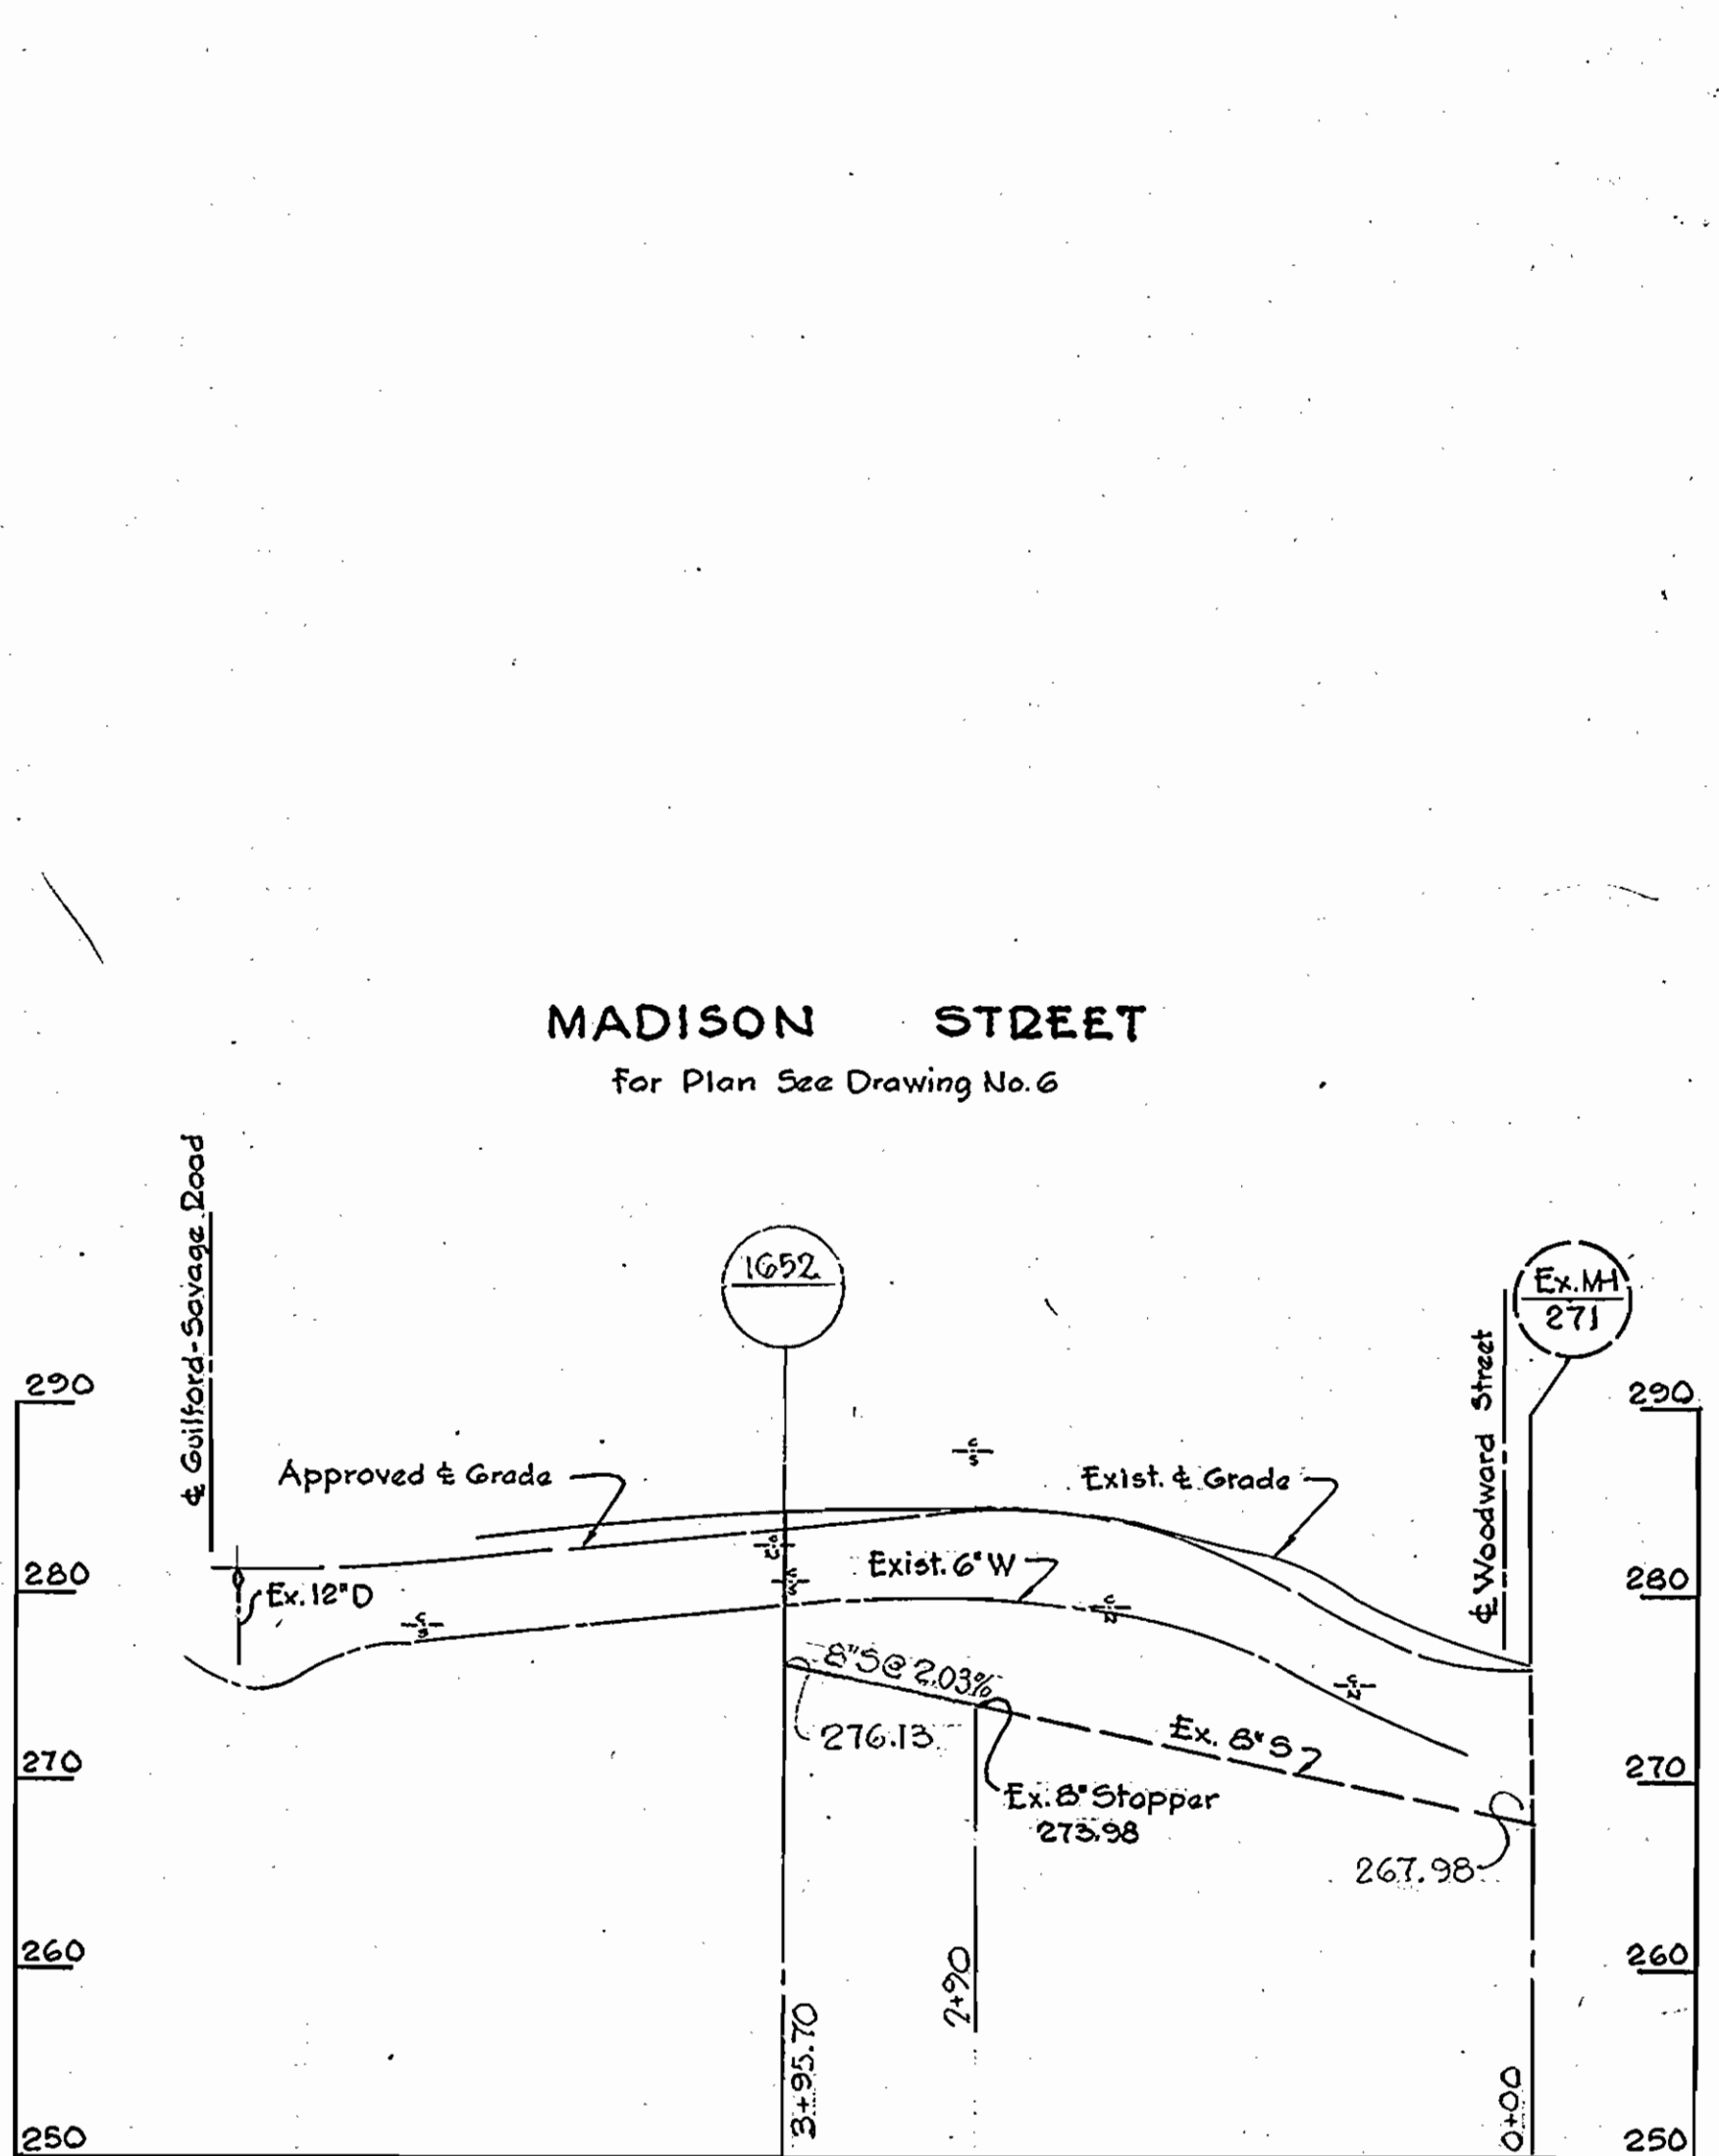 MADISON STREET
For Plan See Drawing No. 6
℄ Guilford-Savage Road
1652
Ex. MH
271
℄ Woodward Street
290
290
Approved ℄ Grade
Exist. ℄ Grade
280
280
Ex. 12"D
Exist. 6"W
8"S @ 2.03%
276.13
Ex. 8"S
270
270
Ex. 8" Stopper
273.98
267.98
260
260
2+90
3+95.70
0+00
250
250